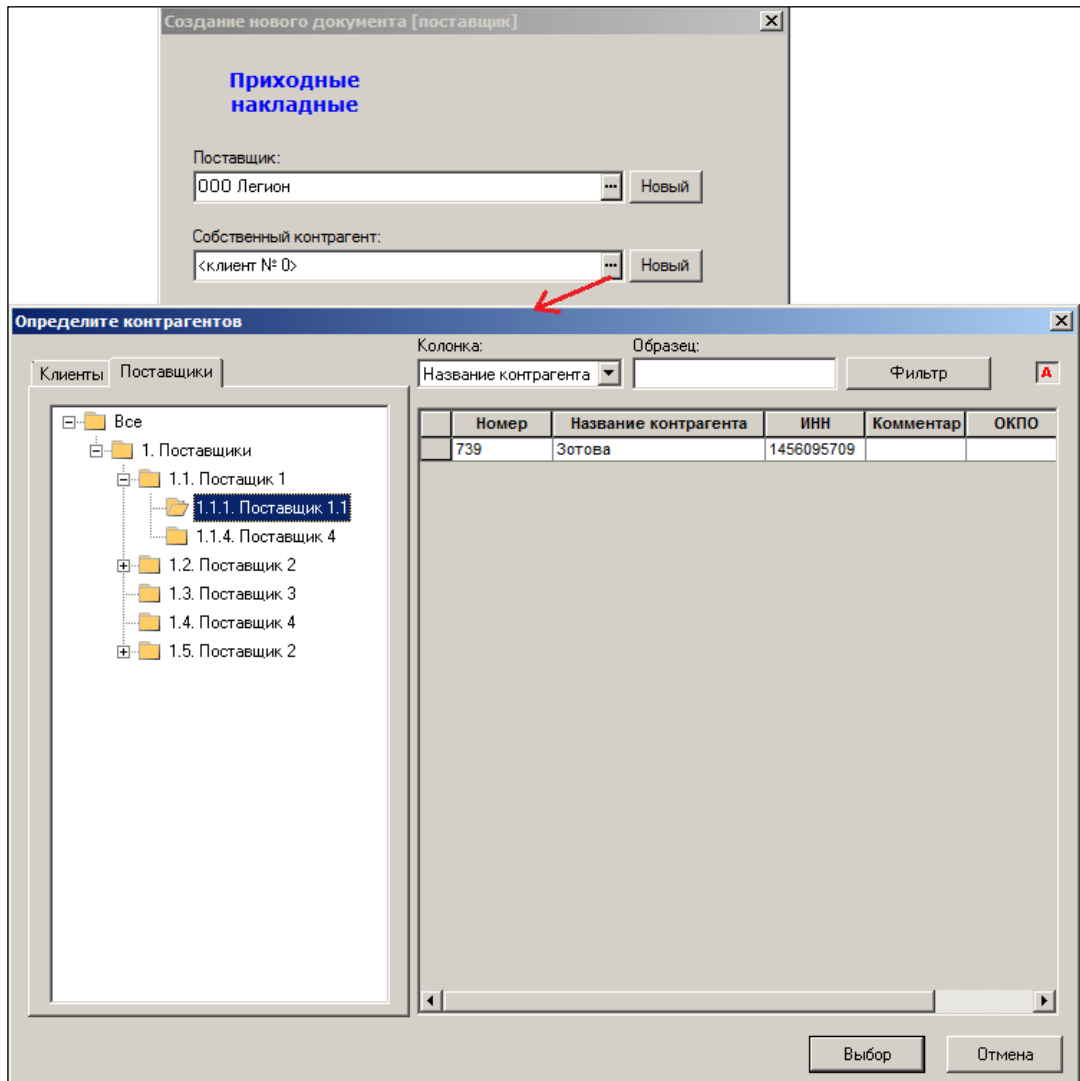 Создание нового документа [поставщик]
Приходные
накладные
Поставщик:
ООО Легион
...
Новый
Собственный контрагент:
<клиент № 0>
...
Новый
Определите контрагентов
Клиенты
Поставщики
Колонка:
Образец:
Название контрагента
Фильтр
A
Все
1. Поставщики
1.1. Постащик 1
1.1.1. Поставщик 1.1
1.1.4. Поставщик 4
1.2. Поставщик 2
1.3. Поставщик 3
1.4. Поставщик 4
1.5. Поставщик 2
Номер Название контрагента ИНН Комментар ОКПО
739 Зотова 1456095709
Выбор
Отмена